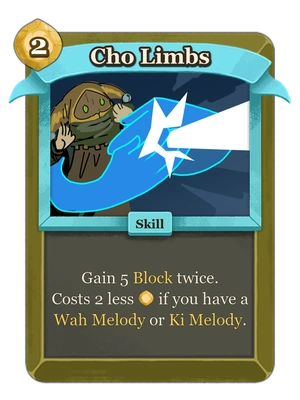 2
Cho Limbs
Skill
Gain 5 Block twice.
Costs 2 less if you have a
Wah Melody or Ki Melody.